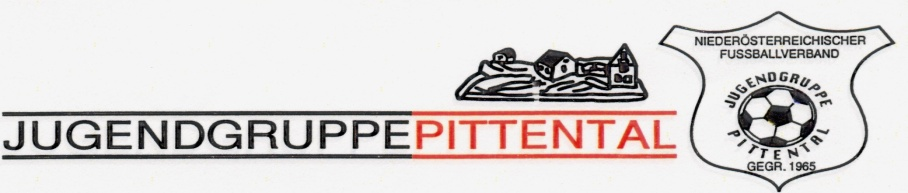 JUGENDGRUPPEPITTENTAL
NIEDERÖSTERREICHISCHER
FUSSBALLVERBAND
JUGENDGRUPPE
PITTENTAL
GEGR. 1965